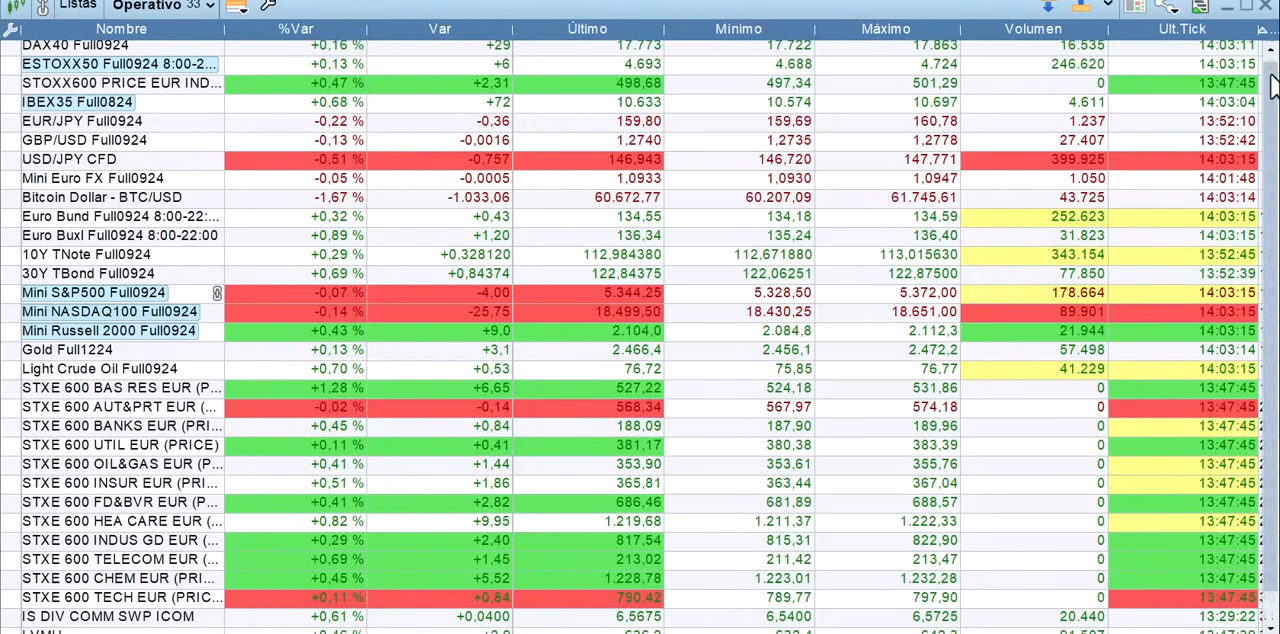 Listas Operativo 33
Nombre %Var Var Último Mínimo Máximo Volumen Ult.Tick
DAX40 Full0924 +0,16 % +29 17.773 17.722 17.863 16.535 14:03:11
ESTOXX50 Full0924 8:00-2... +0,13 % +6 4.693 4.688 4.724 246.620 14:03:15
STOXX600 PRICE EUR IND... +0,47 % +2,31 498,68 497,34 501,29 0 13:47:45
IBEX35 Full0824 +0,68 % +72 10.633 10.574 10.697 4.611 14:03:04
EUR/JPY Full0924 -0,22 % -0,36 159,80 159,69 160,78 1.237 13:52:10
GBP/USD Full0924 -0,13 % -0,0016 1,2740 1,2735 1,2778 27.407 13:52:42
USD/JPY CFD -0,51 % -0,757 146,943 146,720 147,771 399.925 14:03:15
Mini Euro FX Full0924 -0,05 % -0,0005 1,0933 1,0930 1,0947 1.050 14:01:48
Bitcoin Dollar - BTC/USD -1,67 % -1.033,06 60.672,77 60.207,09 61.745,61 43.725 14:03:14
Euro Bund Full0924 8:00-22:... +0,32 % +0,43 134,55 134,18 134,59 252.623 14:03:15
Euro Buxl Full0924 8:00-22:00 +0,89 % +1,20 136,34 135,24 136,40 31.823 14:03:15
10Y TNote Full0924 +0,29 % +0,328120 112,984380 112,671880 113.015630 343.154 13:52:45
30Y TBond Full0924 +0,69 % +0,84374 122,84375 122,06251 122,87500 77.850 13:52:39
Mini S&P500 Full0924 -0,07 % -4,00 5.344,25 5.328,50 5.372,00 178.664 14:03:15
Mini NASDAQ100 Full0924 -0,14 % -25,75 18.499,50 18.430,25 18.651,00 89.901 14:03:15
Mini Russell 2000 Full0924 +0,43 % +9,0 2.104,0 2.084,8 2.112,3 21.944 14:03:15
Gold Full1224 +0,13 % +3,1 2.466,4 2.456,1 2.472,2 57.498 14:03:14
Light Crude Oil Full0924 +0,70 % +0,53 76,72 75,85 76,77 41.229 14:03:15
STXE 600 BAS RES EUR (P... +1,28 % +6,65 527,22 524,18 531,86 0 13:47:45
STXE 600 AUT&PRT EUR (... -0,02 % -0,14 568,34 567,97 574,18 0 13:47:45
STXE 600 BANKS EUR (PRI... +0,45 % +0,84 188,09 187,90 189,96 0 13:47:45
STXE 600 UTIL EUR (PRICE) +0,11 % +0,41 381,17 380,38 383,39 0 13:47:45
STXE 600 OIL&GAS EUR (P... +0,41 % +1,44 353,90 353,61 355,76 0 13:47:45
STXE 600 INSUR EUR (PRI... +0,51 % +1,86 365,81 363,44 367,04 0 13:47:45
STXE 600 FD&BVR EUR (P... +0,41 % +2,82 686,46 681,89 688,57 0 13:47:45
STXE 600 HEA CARE EUR (... +0,82 % +9,95 1.219,68 1.211,37 1.222,33 0 13:47:45
STXE 600 INDUS GD EUR (... +0,29 % +2,40 817,54 815,31 822,90 0 13:47:45
STXE 600 TELECOM EUR (... +0,69 % +1,45 213,02 211,42 213,47 0 13:47:45
STXE 600 CHEM EUR (PRI... +0,45 % +5,52 1.228,78 1.223,01 1.232,28 0 13:47:45
STXE 600 TECH EUR (PRIC... +0,11 % +0,84 790,42 789,77 797,90 0 13:47:45
IS DIV COMM SWP ICOM +0,61 % +0,0400 6,5675 6,5400 6,5725 20.440 13:29:22